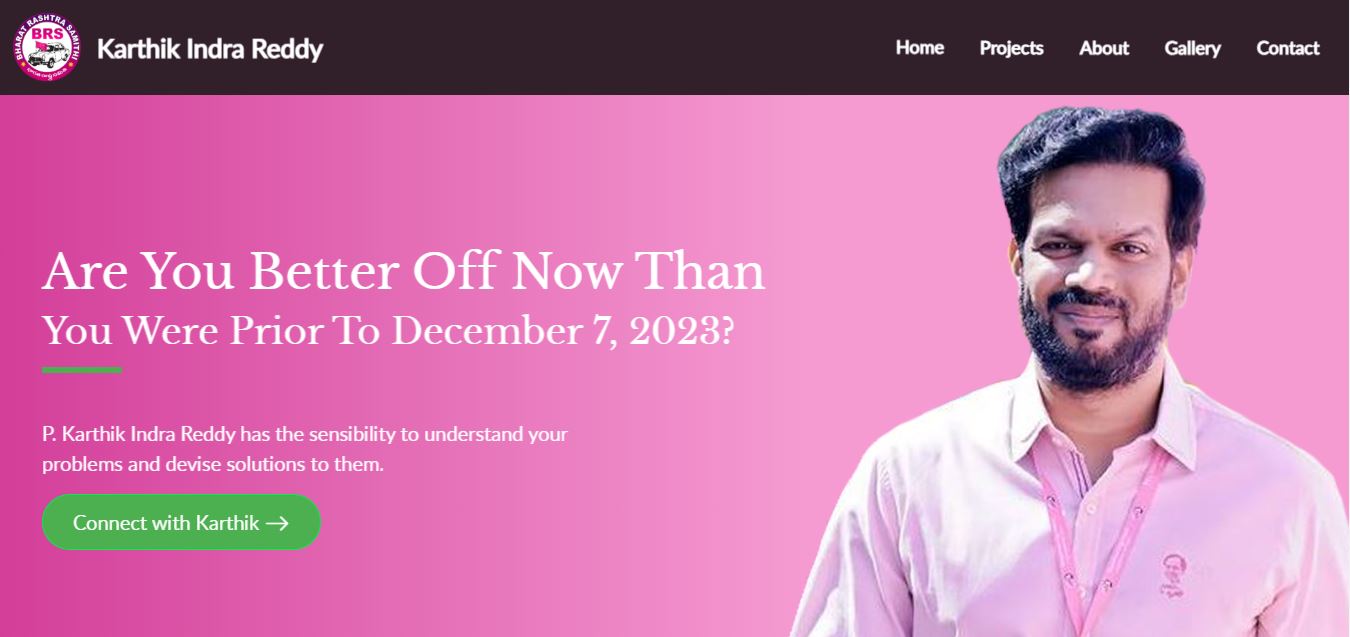 BHARAT RASHTRA SAMITHI
BRS
Karthik Indra Reddy
Home Projects About Gallery Contact
Are You Better Off Now Than
You Were Prior To December 7, 2023?
P. Karthik Indra Reddy has the sensibility to understand your
problems and devise solutions to them.
Connect with Karthik →